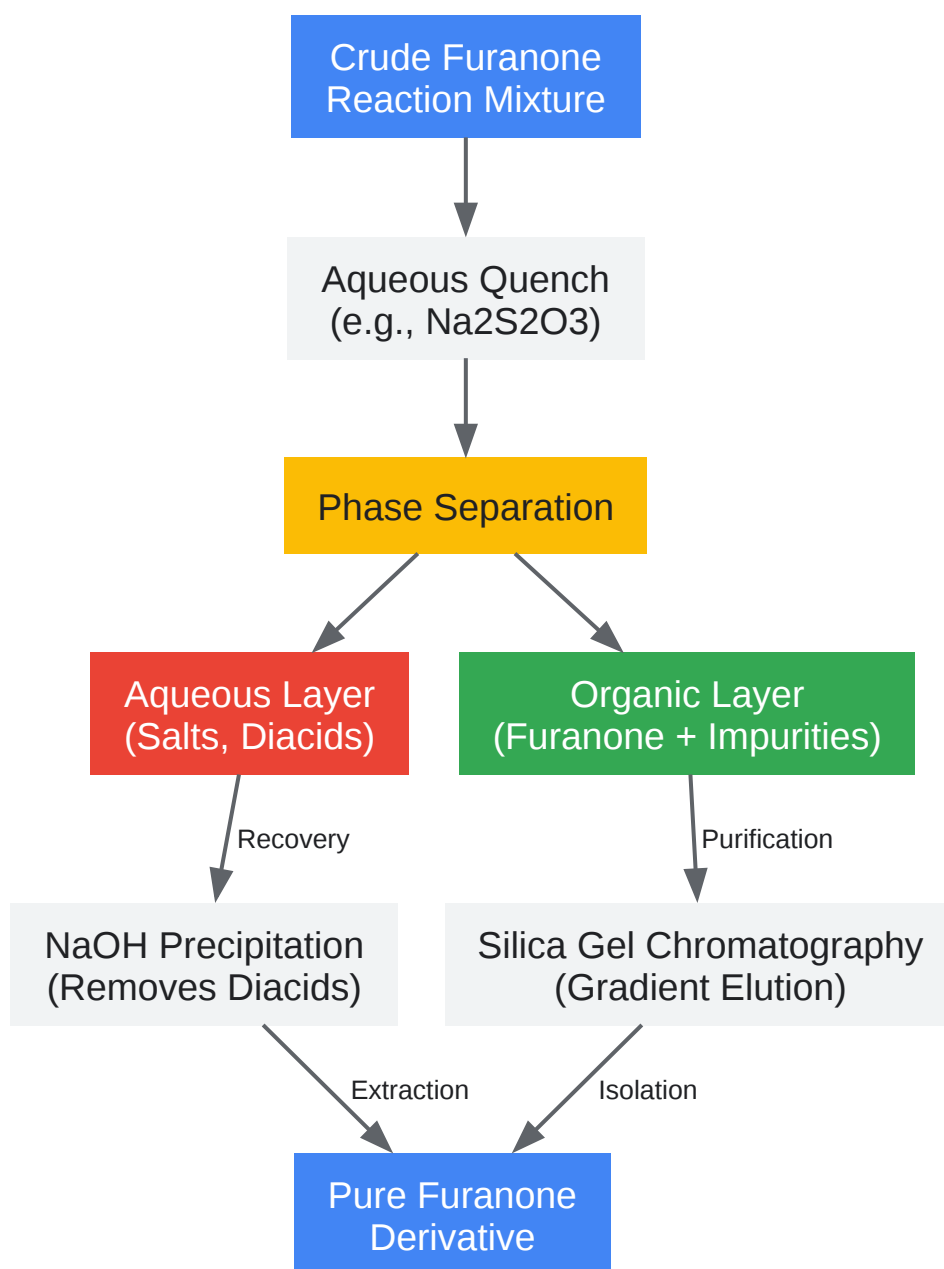 Crude Furanone
Reaction Mixture
Aqueous Quench
(e.g., Na2S2O3)
Phase Separation
Aqueous Layer
(Salts, Diacids)
Organic Layer
(Furanone + Impurities)
Recovery
Purification
NaOH Precipitation
(Removes Diacids)
Silica Gel Chromatography
(Gradient Elution)
Extraction
Isolation
Pure Furanone
Derivative